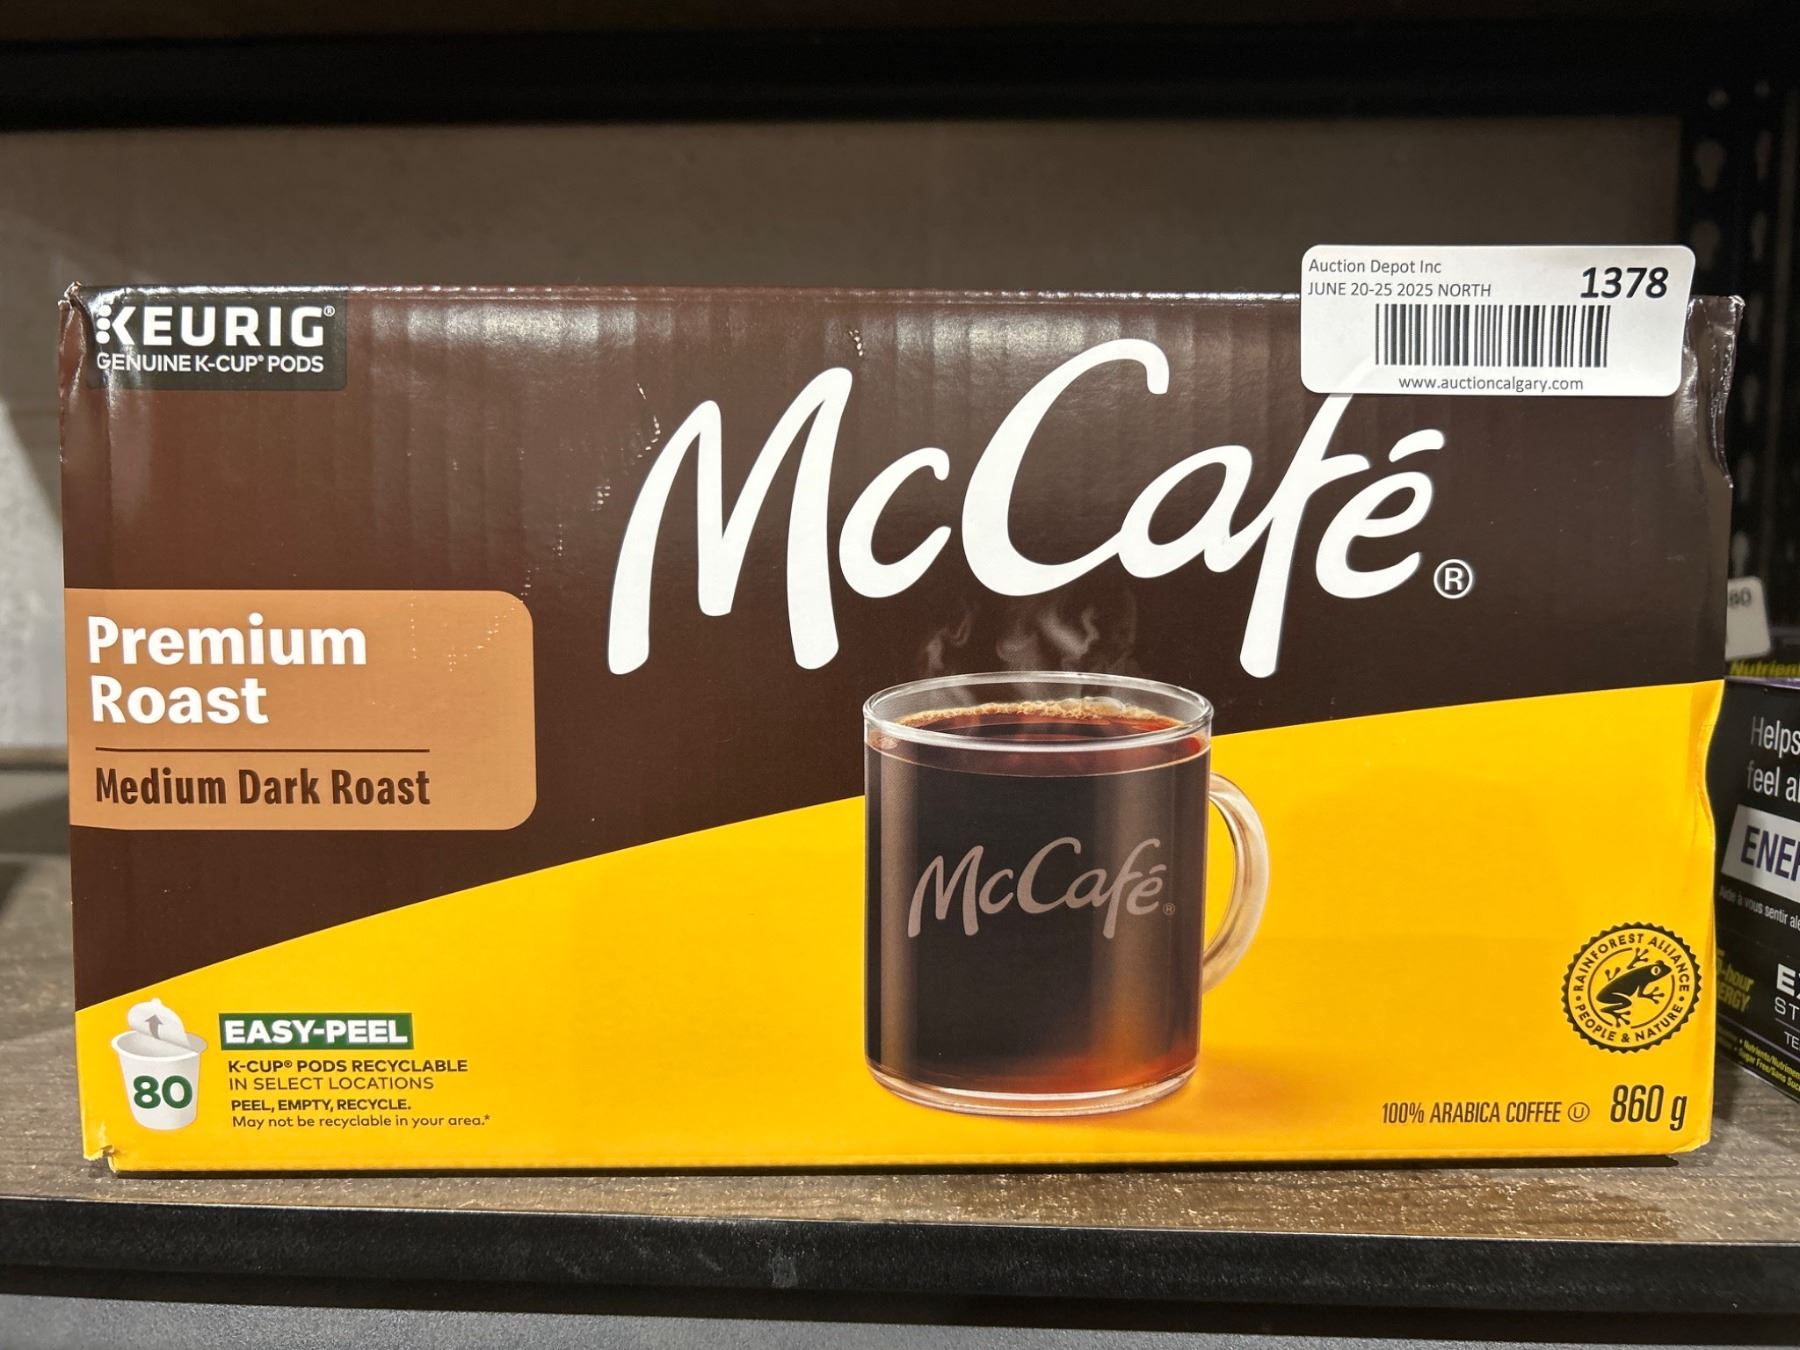 Auction Depot Inc
JUNE 20-25 2025 NORTH
1378
www.auctioncalgary.com
KEURIG®
GENUINE K-CUP® PODS
McCafé®
Premium
Roast
Medium Dark Roast
McCafé®
EASY-PEEL
80
K-CUP® PODS RECYCLABLE
IN SELECT LOCATIONS
PEEL, EMPTY, RECYCLE.
May not be recyclable in your area.*
RAINFOREST ALLIANCE
PEOPLE & NATURE
100% ARABICA COFFEE U 860 g
Helps
feel